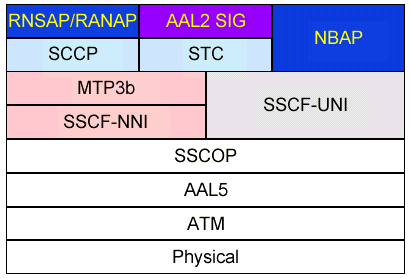 RNSAP/RANAP
AAL2 SIG
NBAP
SCCP
STC
MTP3b
SSCF-UNI
SSCF-NNI
SSCOP
AAL5
ATM
Physical